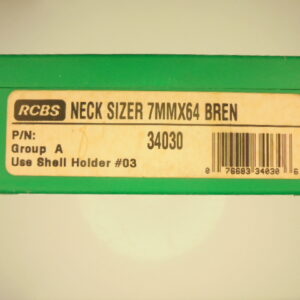 RCBS NECK SIZER 7MMX64 BREN
P/N: 34030
Group A
Use Shell Holder #03
0 76683 34030 6